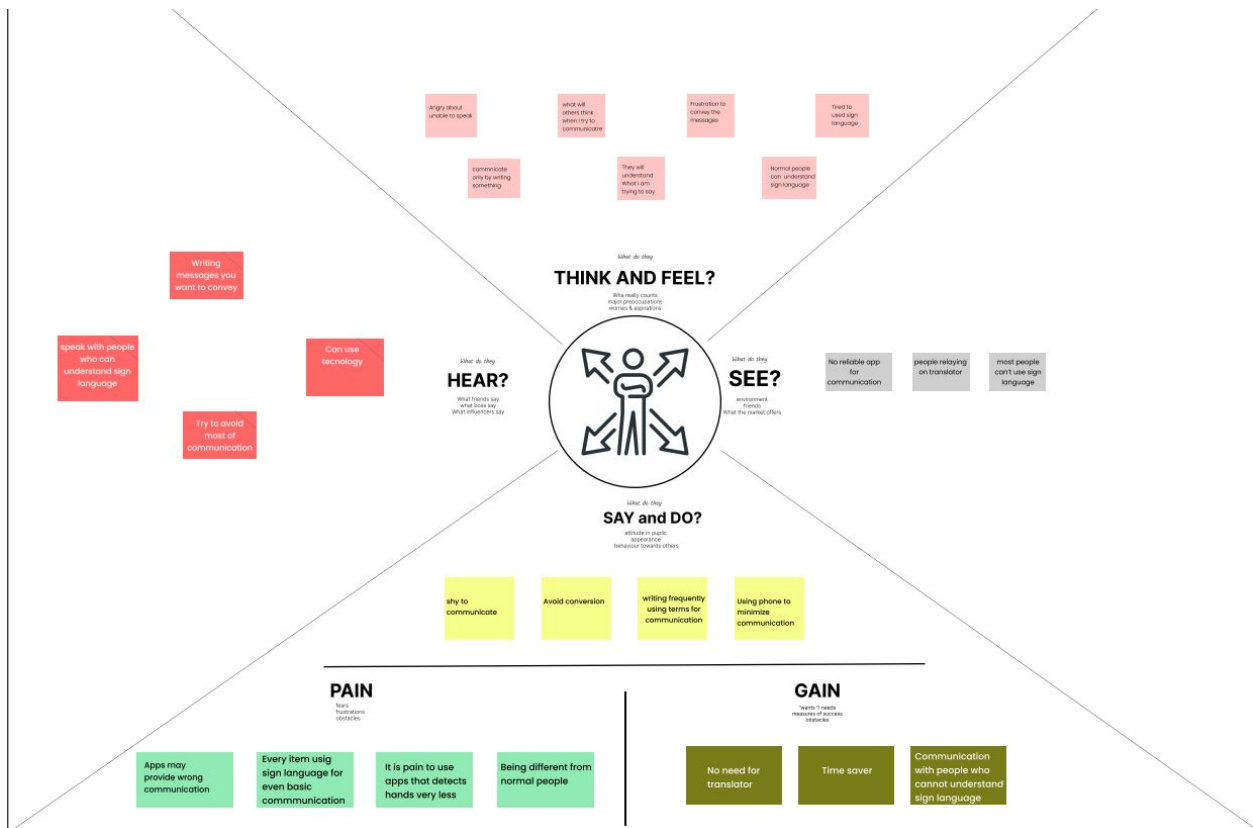 Angry about
unable to speak
what will
others think
when i try to
communicatre
Frustration to
convey the
messages
Tired to
used sign
language
commnicate
only by writing
something
They will
understand
What I am
trying to say
Normal people
can understand
sign language
What do they
THINK AND FEEL?
Wha really counts
major preoccupations
worries & aspirations
Writing
messages you
want to convey
speak with people
who can
understand sign
language
Can use
tecnology
Try to avoid
most of
communication
What do they
HEAR?
What friends say
what boss say
What influencers say
What do they
SEE?
environment
friends
What the market offers
No reliable app
for
communication
people relaying
on translator
most people
can't use sign
language
What do they
SAY and DO?
attitude in pupic
appearance
behaviour towards others
shy to
communicate
Avoid conversion
writing frequently
using terms for
communication
Using phone to
minimize
communication
PAIN
fears
frustrations
obstacles
Apps may
provide wrong
communication
Every item usig
sign language for
even basic
commmunication
It is pain to use
apps that detects
hands very less
Being different from
normal people
GAIN
"wants "/ needs
measures of success
obstacles
No need for
translator
Time saver
Communication
with people who
cannot understand
sign language